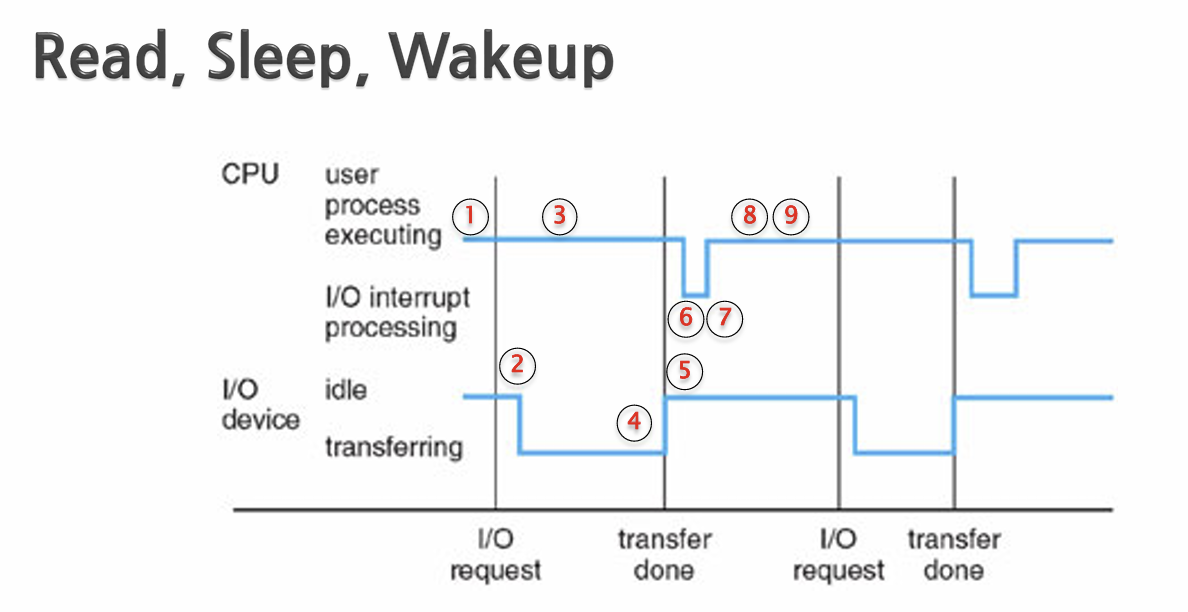 Read, Sleep, Wakeup
CPU
user
process
executing
I/O interrupt
processing
I/O
device
idle
transferring
1
3
8
9
6
7
2
5
4
I/O
request
transfer
done
I/O
request
transfer
done